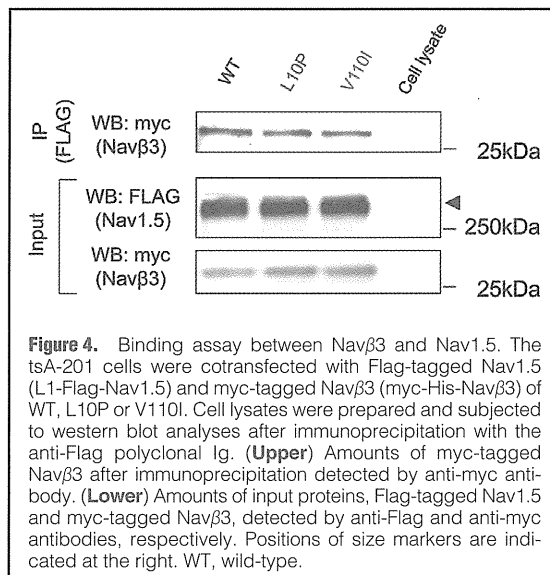 WT L10P V110I Cell lysate
IP (FLAG)
WB: myc (Navβ3)
25kDa
Input
WB: FLAG (Nav1.5)
250kDa
WB: myc (Navβ3)
25kDa
Figure 4. Binding assay between Navβ3 and Nav1.5. The
tsA-201 cells were cotransfected with Flag-tagged Nav1.5
(L1-Flag-Nav1.5) and myc-tagged Navβ3 (myc-His-Navβ3) of
WT, L10P or V110I. Cell lysates were prepared and subjected
to western blot analyses after immunoprecipitation with the
anti-Flag polyclonal Ig. (Upper) Amounts of myc-tagged
Navβ3 after immunoprecipitation detected by anti-myc anti-
body. (Lower) Amounts of input proteins, Flag-tagged Nav1.5
and myc-tagged Navβ3, detected by anti-Flag and anti-myc
antibodies, respectively. Positions of size markers are indi-
cated at the right. WT, wild-type.